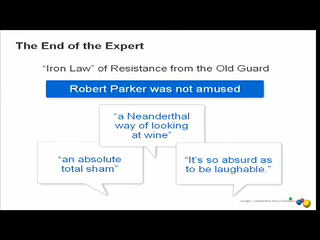 The End of the Expert
“Iron Law” of Resistance from the Old Guard
Robert Parker was not amused
“a Neanderthal
way of looking
at wine”
“an absolute
total sham”
“It’s so absurd as
to be laughable.”